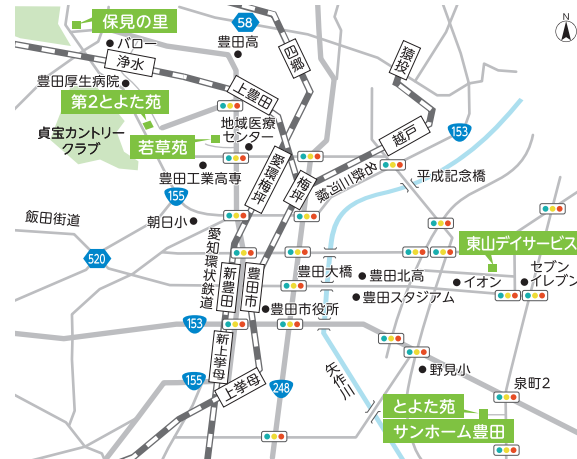 保見の里
58
豊田高
四郷
猿投
N
バロー
浄水
豊田厚生病院
上豊田
第2とよた苑
地域医療
センター
越戸
153
貞宝カントリー
クラブ
若草苑
愛環梅坪
梅坪
名鉄三河線
平成記念橋
豊田工業高専
155
飯田街道
朝日小
愛知環状鉄道
東山デイサービス
520
新豊田
豊田市
豊田大橋
豊田北高
イオン
セブン
イレブン
豊田スタジアム
豊田市役所
153
新上挙母
矢作川
野見小
155
上挙母
248
泉町2
とよた苑
サンホーム豊田